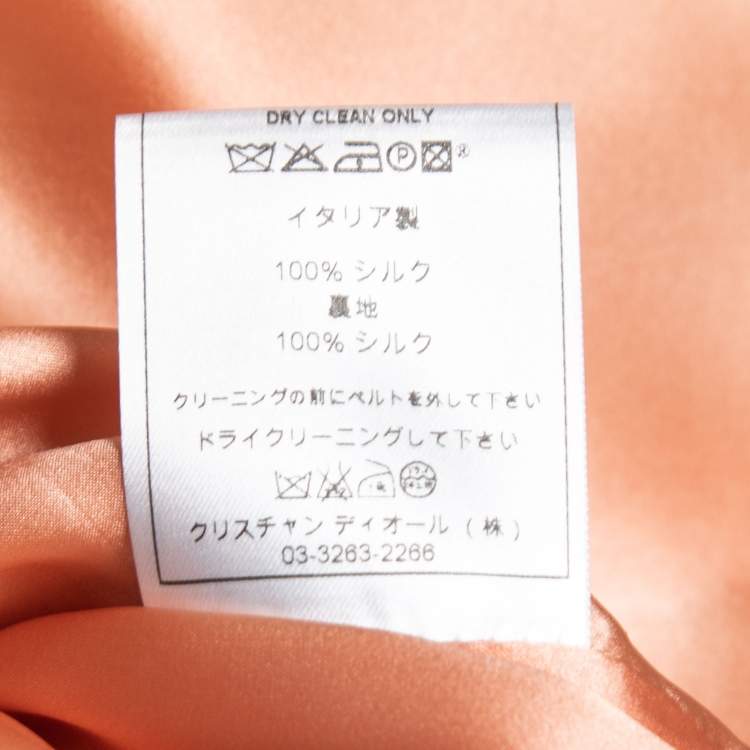 DRY CLEAN ONLY
イタリア製
100% シルク
裏地
100% シルク
クリーニングの前にベルトを外して下さい
ドライクリーニングして下さい
クリスチャン ディオール (株)
03-3263-2266